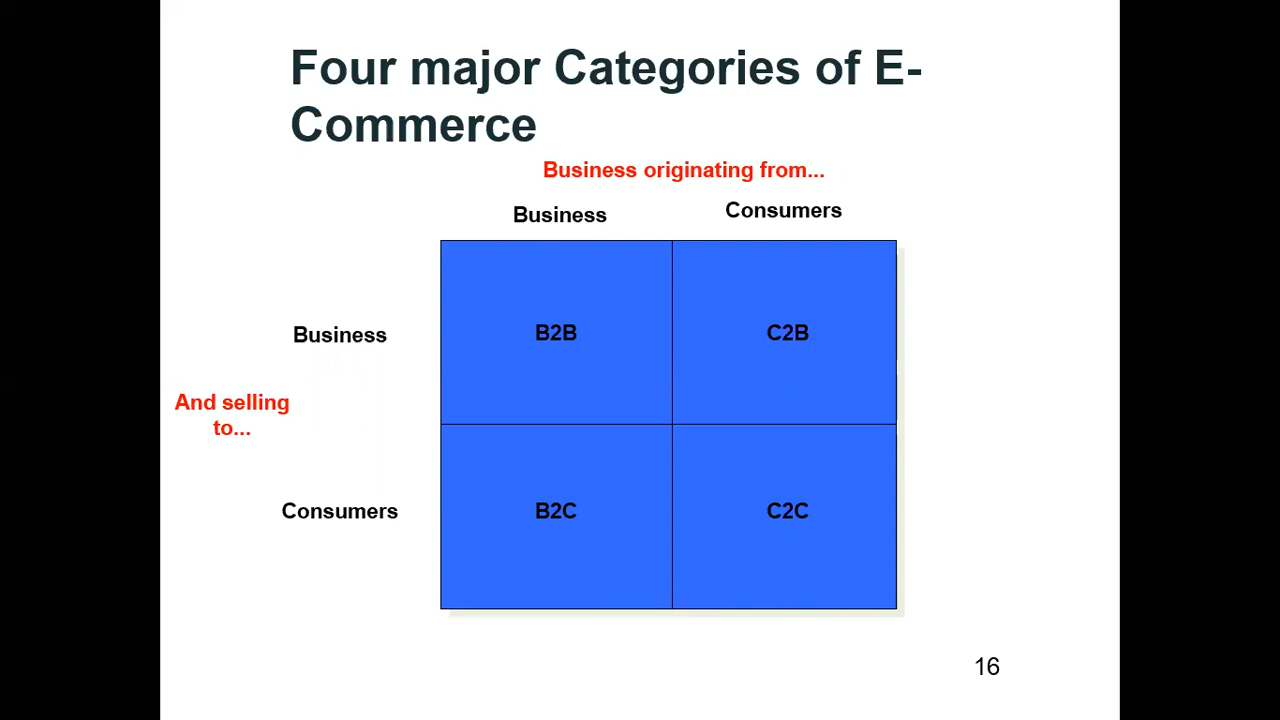 Four major Categories of E-
Commerce
Business originating from...
Business
Consumers
Business
B2B
C2B
And selling
to...
Consumers
B2C
C2C
16